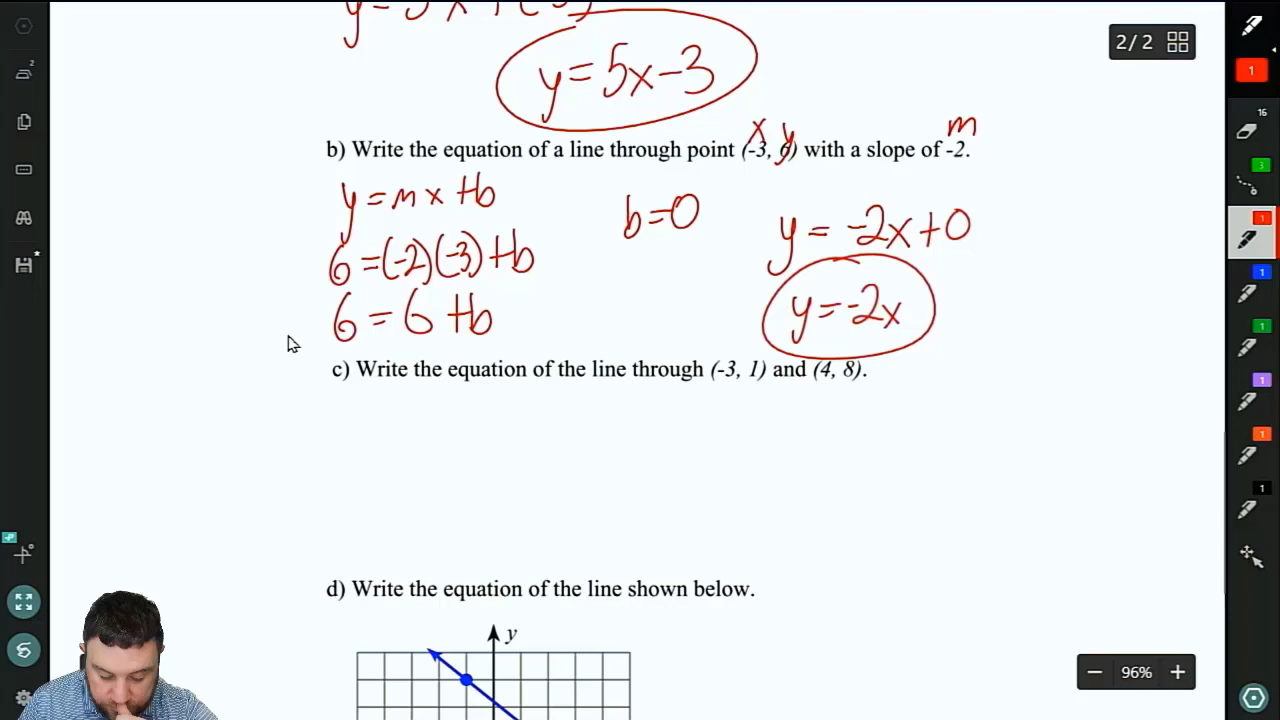 2 / 2
y = 5x - 3
x y m
b) Write the equation of a line through point (-3, 6) with a slope of -2.
y = mx + b
b = 0
y = -2x + 0
6 = (-2)(-3) + b
y = -2x
6 = 6 + b
c) Write the equation of the line through (-3, 1) and (4, 8).
d) Write the equation of the line shown below.
y
96%